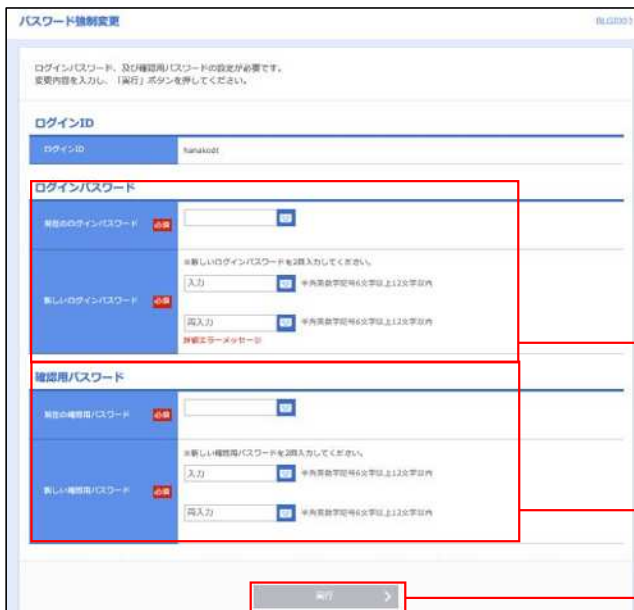 パスワード強制変更
BLGI003
ログインパスワード、及び確認用パスワードの設定が必要です。
変更内容を入力し、「実行」ボタンを押してください。
ログインID
ログインID
hanakodt
ログインパスワード
現在のログインパスワード 必須
※新しいログインパスワードを2回入力してください。
新しいログインパスワード 必須
入力 半角英数字記号6文字以上12文字以内
再入力 半角英数字記号6文字以上12文字以内
詳細エラーメッセージ
確認用パスワード
現在の確認用パスワード 必須
※新しい確認用パスワードを2回入力してください。
新しい確認用パスワード 必須
入力 半角英数字記号6文字以上12文字以内
再入力 半角英数字記号6文字以上12文字以内
実行